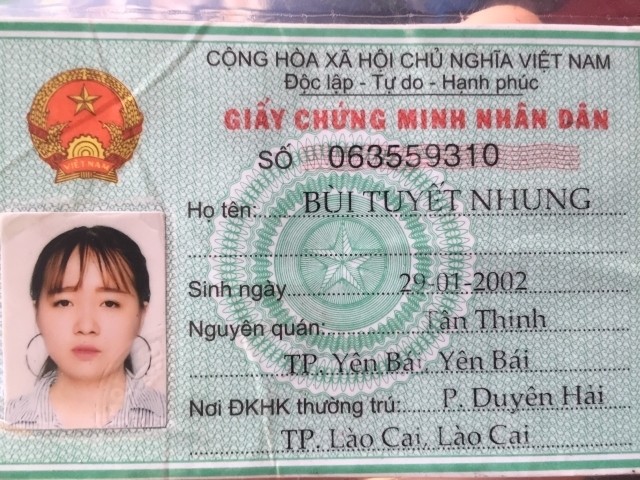 CỘNG HÒA XÃ HỘI CHỦ NGHĨA VIỆT NAM
Độc lập - Tự do - Hạnh phúc
GIẤY CHỨNG MINH NHÂN DÂN
SỐ 063559310
Họ tên: BÙI TUYẾT NHUNG
Sinh ngày 29-01-2002
Nguyên quán: Tân Thịnh
TP. Yên Bái, Yên Bái
Nơi ĐKHK thường trú: P. Duyên Hải
TP. Lào Cai, Lào Cai
VIỆT NAM